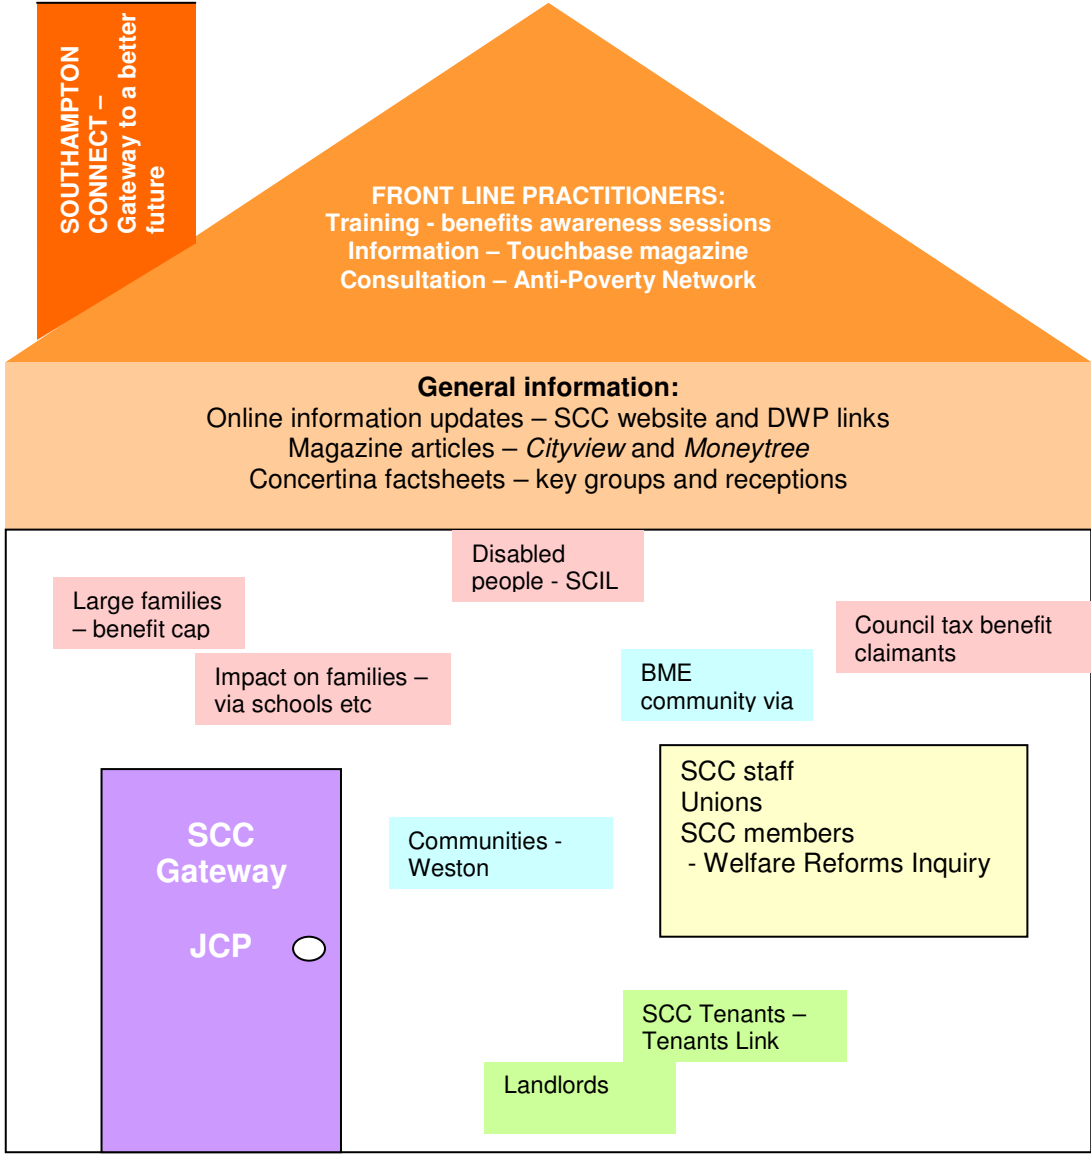 SOUTHAMPTON
CONNECT –
Gateway to a better
future
FRONT LINE PRACTITIONERS:
Training - benefits awareness sessions
Information – Touchbase magazine
Consultation – Anti-Poverty Network
General information:
Online information updates – SCC website and DWP links
Magazine articles – Cityview and Moneytree
Concertina factsheets – key groups and receptions
Disabled
people - SCIL
Large families
– benefit cap
Council tax benefit
claimants
Impact on families –
via schools etc
BME
community via
SCC staff
Unions
SCC members
- Welfare Reforms Inquiry
SCC
Gateway
JCP
Communities -
Weston
SCC Tenants –
Tenants Link
Landlords